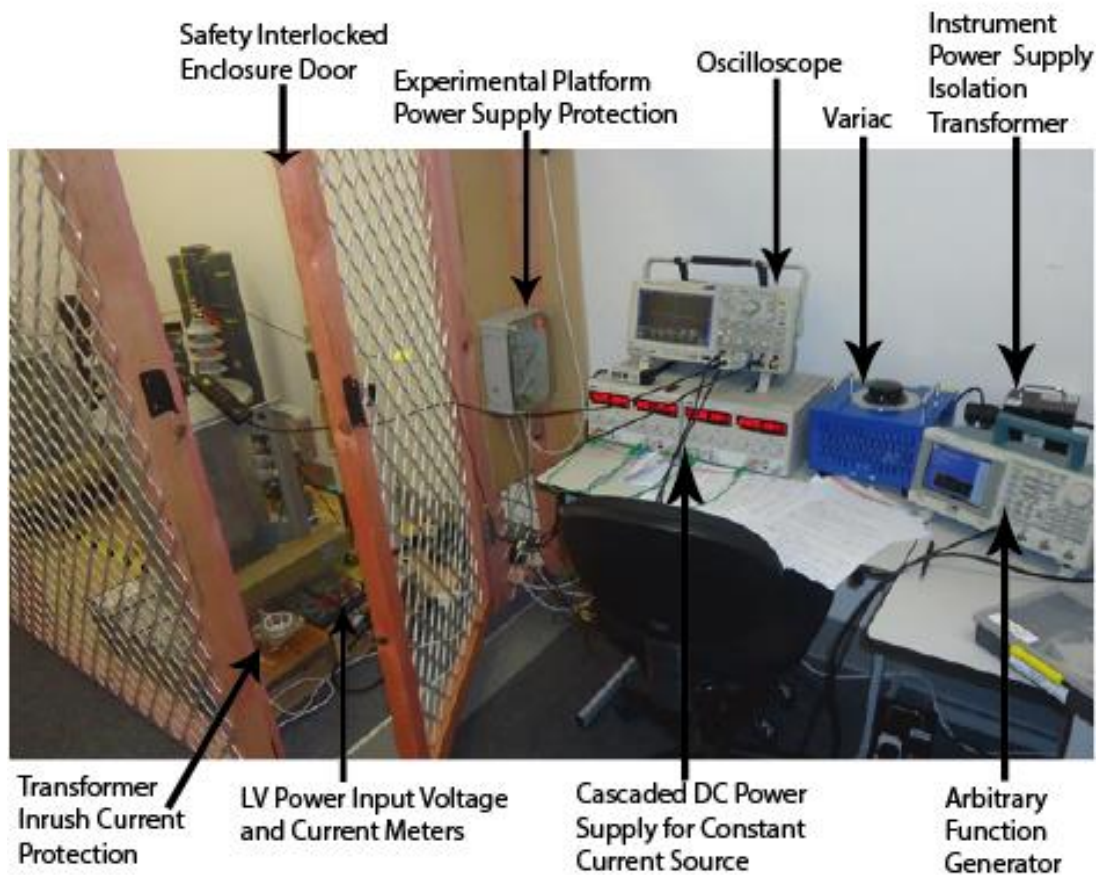 Safety Interlocked
Enclosure Door
Experimental Platform
Power Supply Protection
Oscilloscope
Variac
Instrument
Power Supply
Isolation
Transformer
Transformer
Inrush Current
Protection
LV Power Input Voltage
and Current Meters
Cascaded DC Power
Supply for Constant
Current Source
Arbitrary
Function
Generator